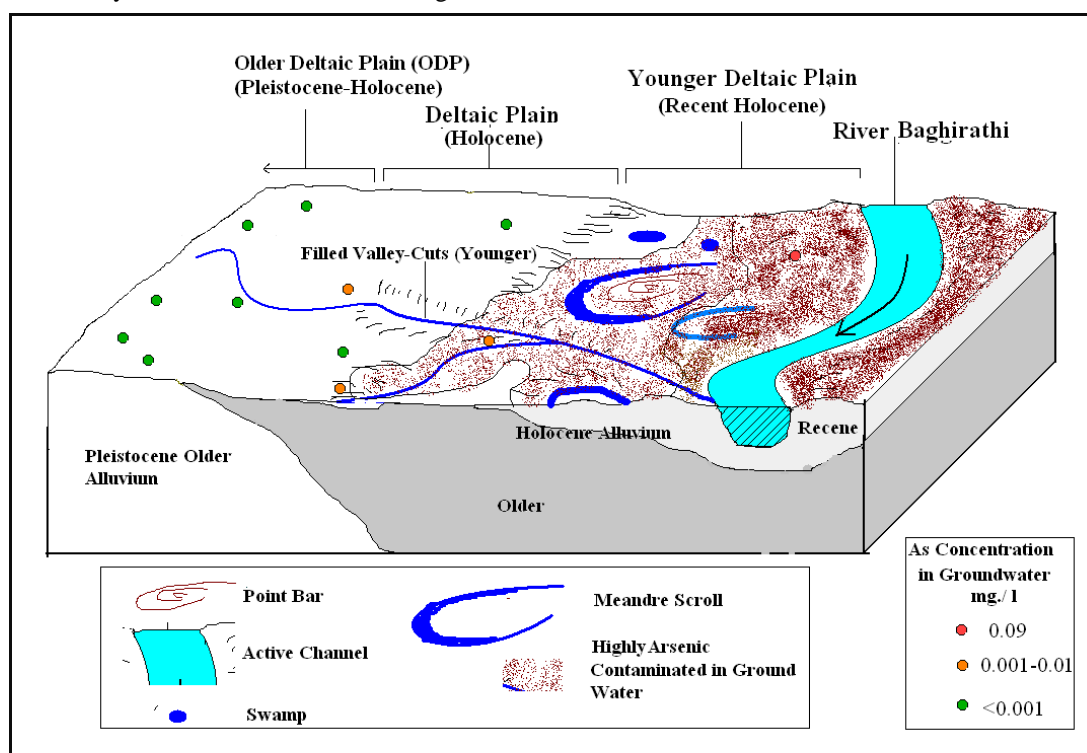 Older Deltaic Plain (ODP)
(Pleistocene-Holocene)
Deltaic Plain
(Holocene)
Younger Deltaic Plain
(Recent Holocene)
River Baghirathi
Filled Valley-Cuts (Younger)
Holocene Alluvium
Recene
Pleistocene Older
Alluvium
Older
Point Bar
Active Channel
Swamp
Meandre Scroll
Highly Arsenic
Contaminated in Ground
Water
As Concentration
in Groundwater
mg./ l
0.09
0.001-0.01
<0.001